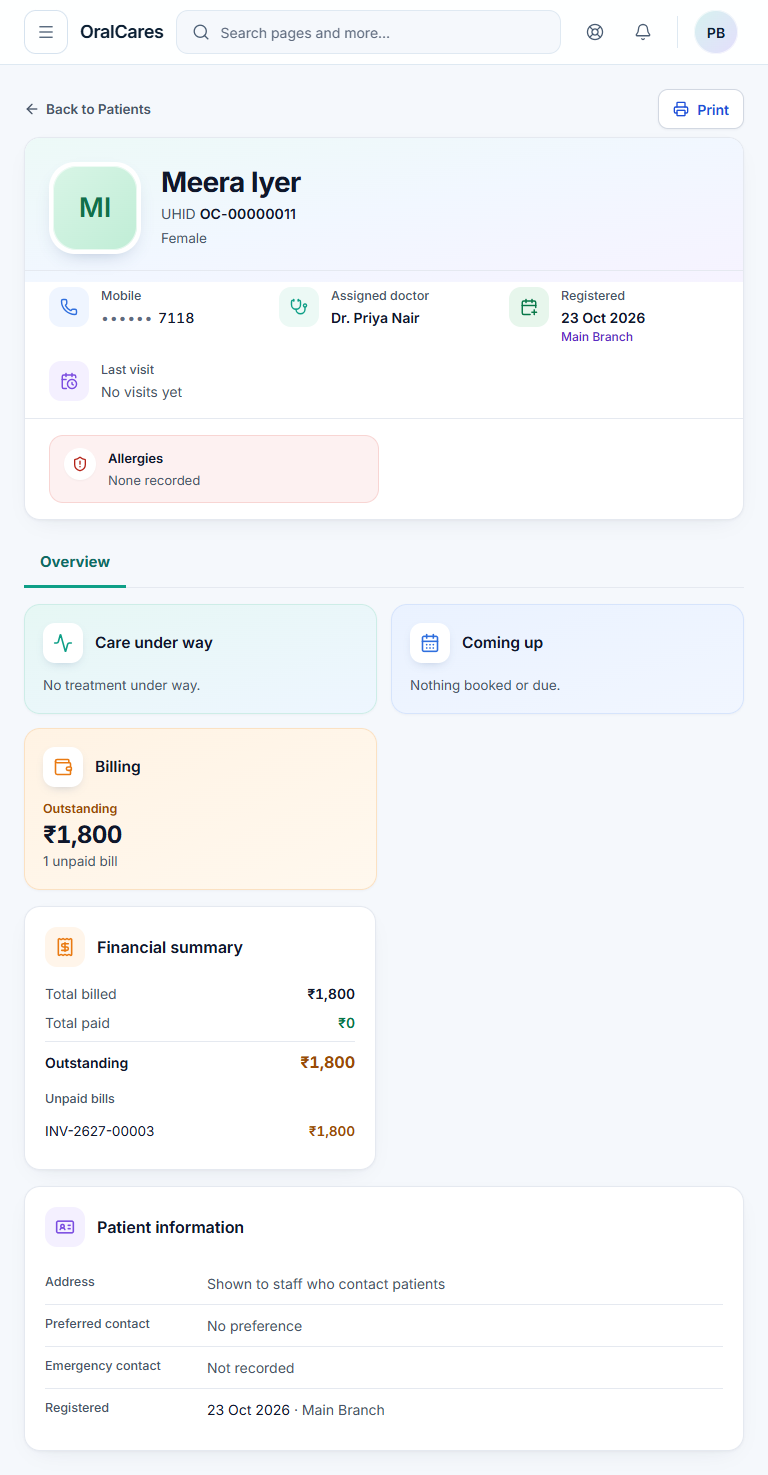 OralCares
Search pages and more...
PB
Back to Patients
Print
MI
Meera Iyer
UHID OC-00000011
Female
Mobile
•••••• 7118
Assigned doctor
Dr. Priya Nair
Registered
23 Oct 2026
Main Branch
Last visit
No visits yet
Allergies
None recorded
Overview
Care under way
No treatment under way.
Coming up
Nothing booked or due.
Billing
Outstanding
₹1,800
1 unpaid bill
Financial summary
Total billed ₹1,800
Total paid ₹0
Outstanding ₹1,800
Unpaid bills
INV-2627-00003 ₹1,800
Patient information
Address Shown to staff who contact patients
Preferred contact No preference
Emergency contact Not recorded
Registered 23 Oct 2026 · Main Branch